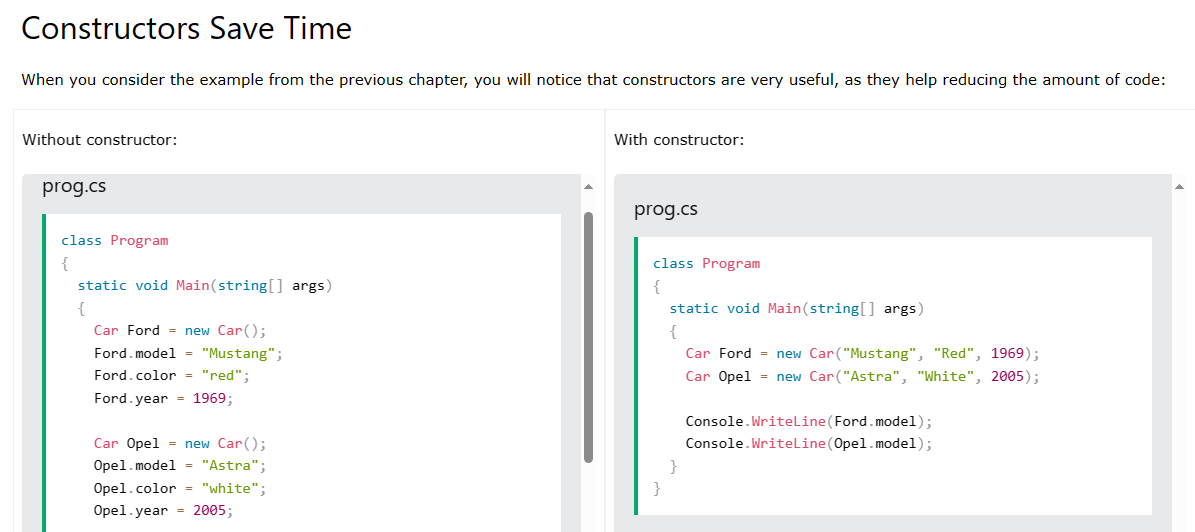 Constructors Save Time
When you consider the example from the previous chapter, you will notice that constructors are very useful, as they help reducing the amount of code:
Without constructor:
prog.cs
class Program
{
  static void Main(string[] args)
  {
    Car Ford = new Car();
    Ford.model = "Mustang";
    Ford.color = "red";
    Ford.year = 1969;

    Car Opel = new Car();
    Opel.model = "Astra";
    Opel.color = "white";
    Opel.year = 2005;
With constructor:
prog.cs
class Program
{
  static void Main(string[] args)
  {
    Car Ford = new Car("Mustang", "Red", 1969);
    Car Opel = new Car("Astra", "White", 2005);

    Console.WriteLine(Ford.model);
    Console.WriteLine(Opel.model);
  }
}